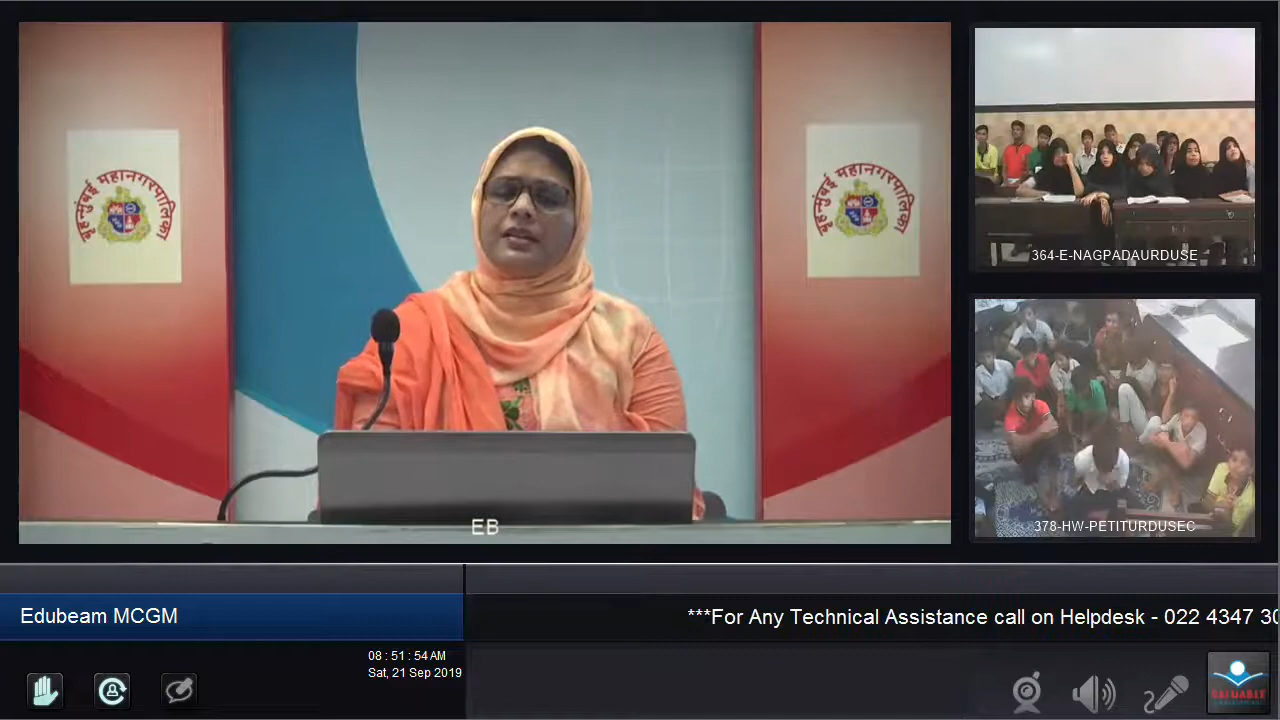 बृहन्मुंबई महानगरपालिका
बृहन्मुंबई महानगरपालिका
EB
364-E-NAGPADAURDUSE
378-HW-PETITURDUSEC
Edubeam MCGM
***For Any Technical Assistance call on Helpdesk - 022 4347 30
08 : 51 : 54 AM
Sat, 21 Sep 2019